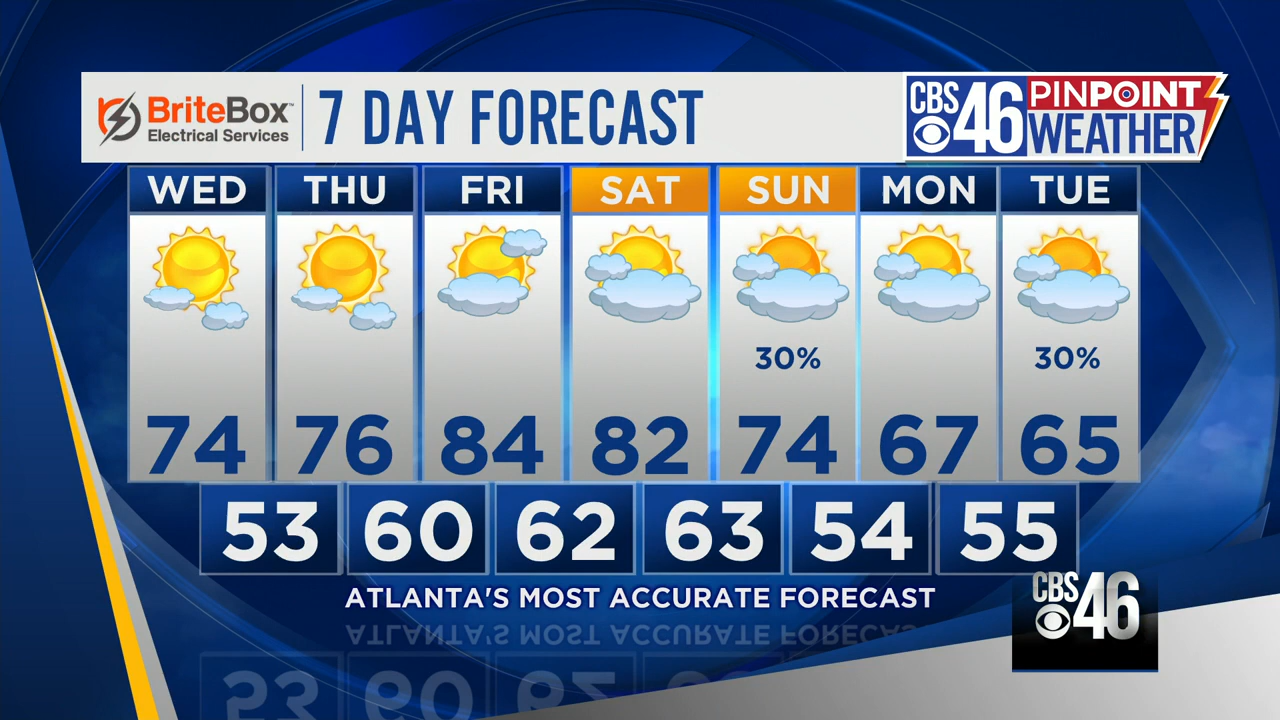 BriteBox™
Electrical Services
7 DAY FORECAST
CBS 46
PINPOINT
WEATHER
WED THU FRI SAT SUN MON TUE
30% 30%
74 76 84 82 74 67 65
53 60 62 63 54 55
ATLANTA'S MOST ACCURATE FORECAST
CBS 46